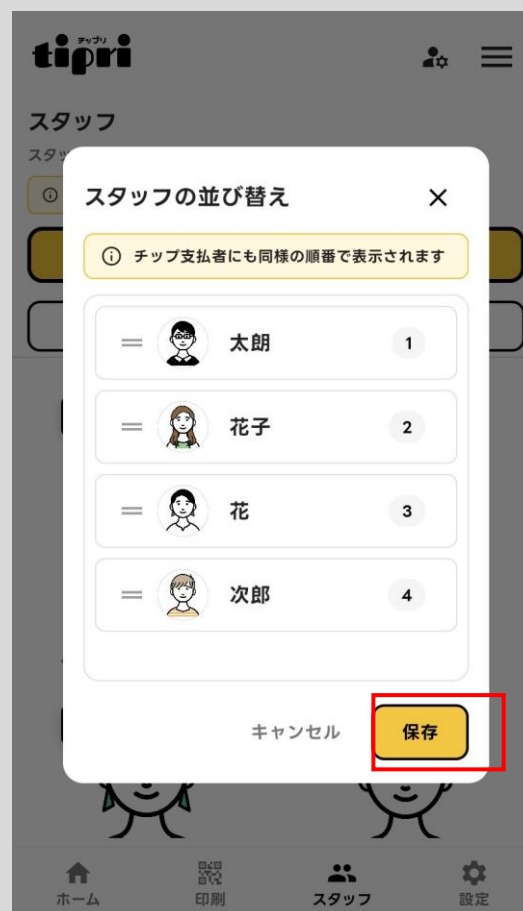 チップリ
tipri
スタッフ
スタッ
スタッフの並び替え
チップ支払者にも同様の順番で表示されます
太朗 1
花子 2
花 3
次郎 4
キャンセル 保存
ホーム 印刷 スタッフ 設定